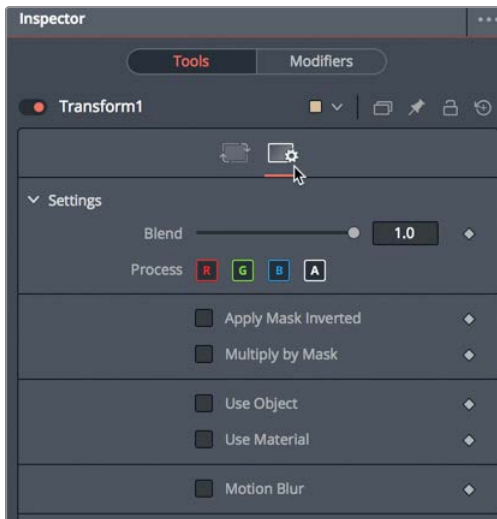 Inspector
Tools Modifiers
Transform1
Settings
Blend 1.0
Process R G B A
Apply Mask Inverted
Multiply by Mask
Use Object
Use Material
Motion Blur